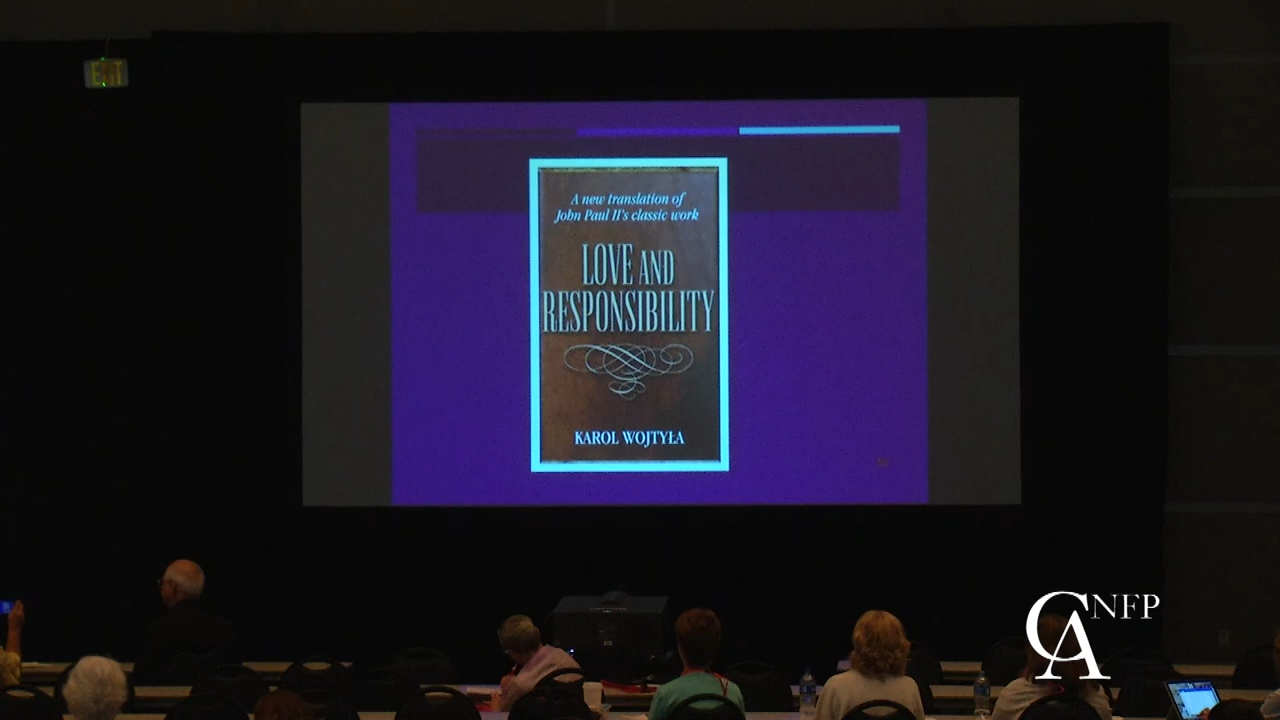 EXIT
A new translation of
John Paul II's classic work
LOVE AND
RESPONSIBILITY
KAROL WOJTYŁA
CA NFP